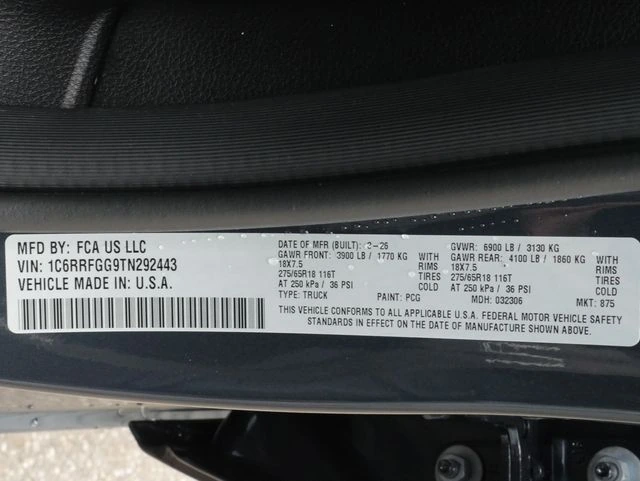 MFD BY: FCA US LLC
VIN: 1C6RRFGG9TN292443
VEHICLE MADE IN: U.S.A.
DATE OF MFR (BUILT): 2-26 GVWR: 6900 LB / 3130 KG
GAWR FRONT: 3900 LB / 1770 KG WITH GAWR REAR: 4100 LB / 1860 KG WITH
18X7.5 RIMS 18X7.5 RIMS
275/65R18 116T TIRES 275/65R18 116T TIRES
AT 250 kPa / 36 PSI COLD AT 250 kPa / 36 PSI COLD
TYPE: TRUCK PAINT: PCG MDH: 032306 MKT: 875
THIS VEHICLE CONFORMS TO ALL APPLICABLE U.S.A. FEDERAL MOTOR VEHICLE SAFETY
STANDARDS IN EFFECT ON THE DATE OF MANUFACTURE SHOWN ABOVE.